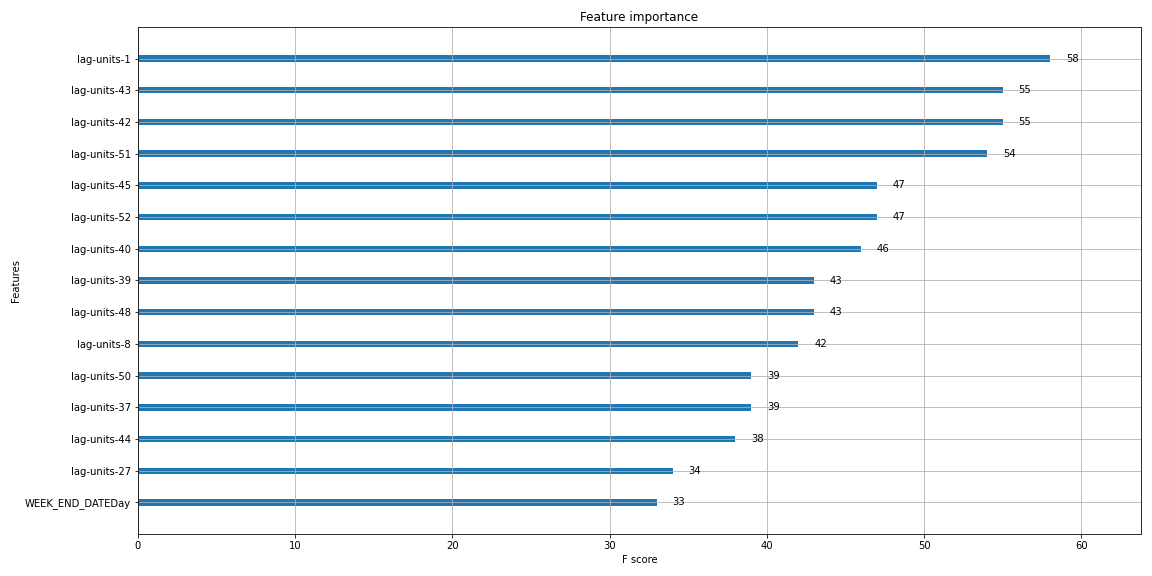 Feature importance
Features
lag-units-1 58
lag-units-43 55
lag-units-42 55
lag-units-51 54
lag-units-45 47
lag-units-52 47
lag-units-40 46
lag-units-39 43
lag-units-48 43
lag-units-8 42
lag-units-50 39
lag-units-37 39
lag-units-44 38
lag-units-27 34
WEEK_END_DATEDay 33
0 10 20 30 40 50 60
F score